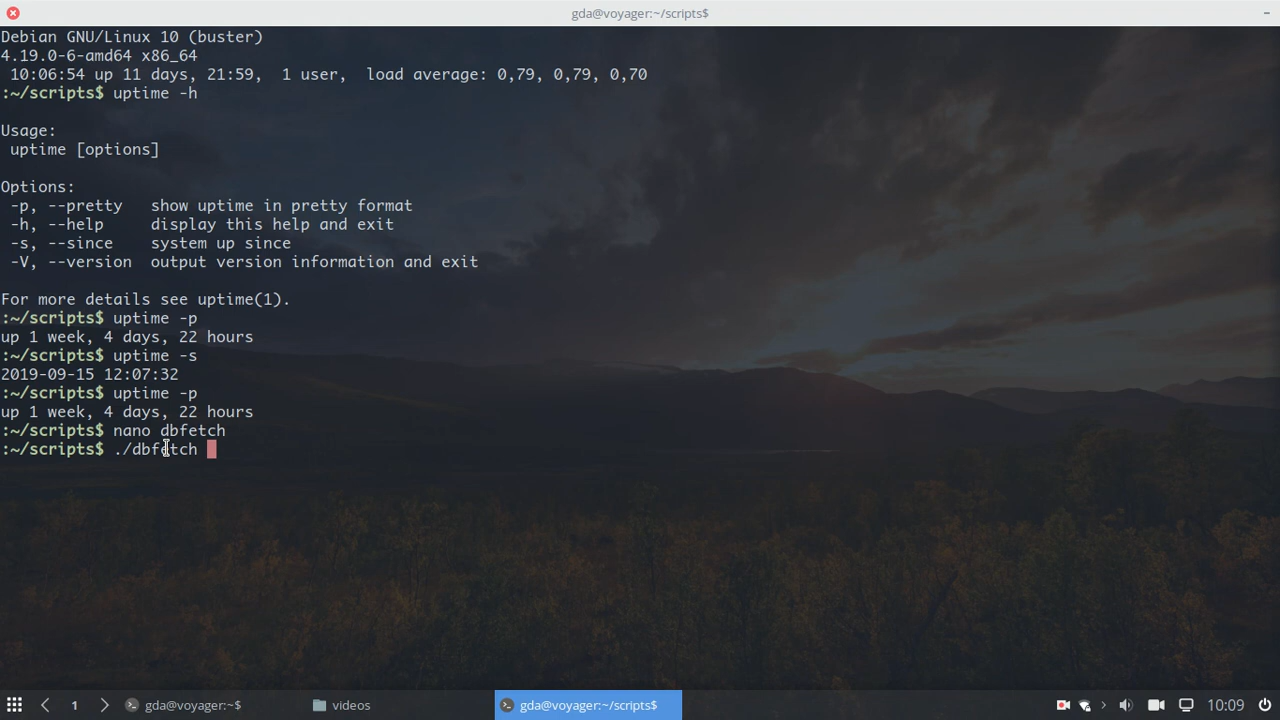 gda@voyager:~/scripts$
Debian GNU/Linux 10 (buster)
4.19.0-6-amd64 x86_64
 10:06:54 up 11 days, 21:59,  1 user,  load average: 0,79, 0,79, 0,70
:~/scripts$ uptime -h

Usage:
 uptime [options]

Options:
 -p, --pretty   show uptime in pretty format
 -h, --help     display this help and exit
 -s, --since    system up since
 -V, --version  output version information and exit

For more details see uptime(1).
:~/scripts$ uptime -p
up 1 week, 4 days, 22 hours
:~/scripts$ uptime -s
2019-09-15 12:07:32
:~/scripts$ uptime -p
up 1 week, 4 days, 22 hours
:~/scripts$ nano dbfetch
:~/scripts$ ./dbfetch
1 gda@voyager:~$ videos gda@voyager:~/scripts$ 10:09